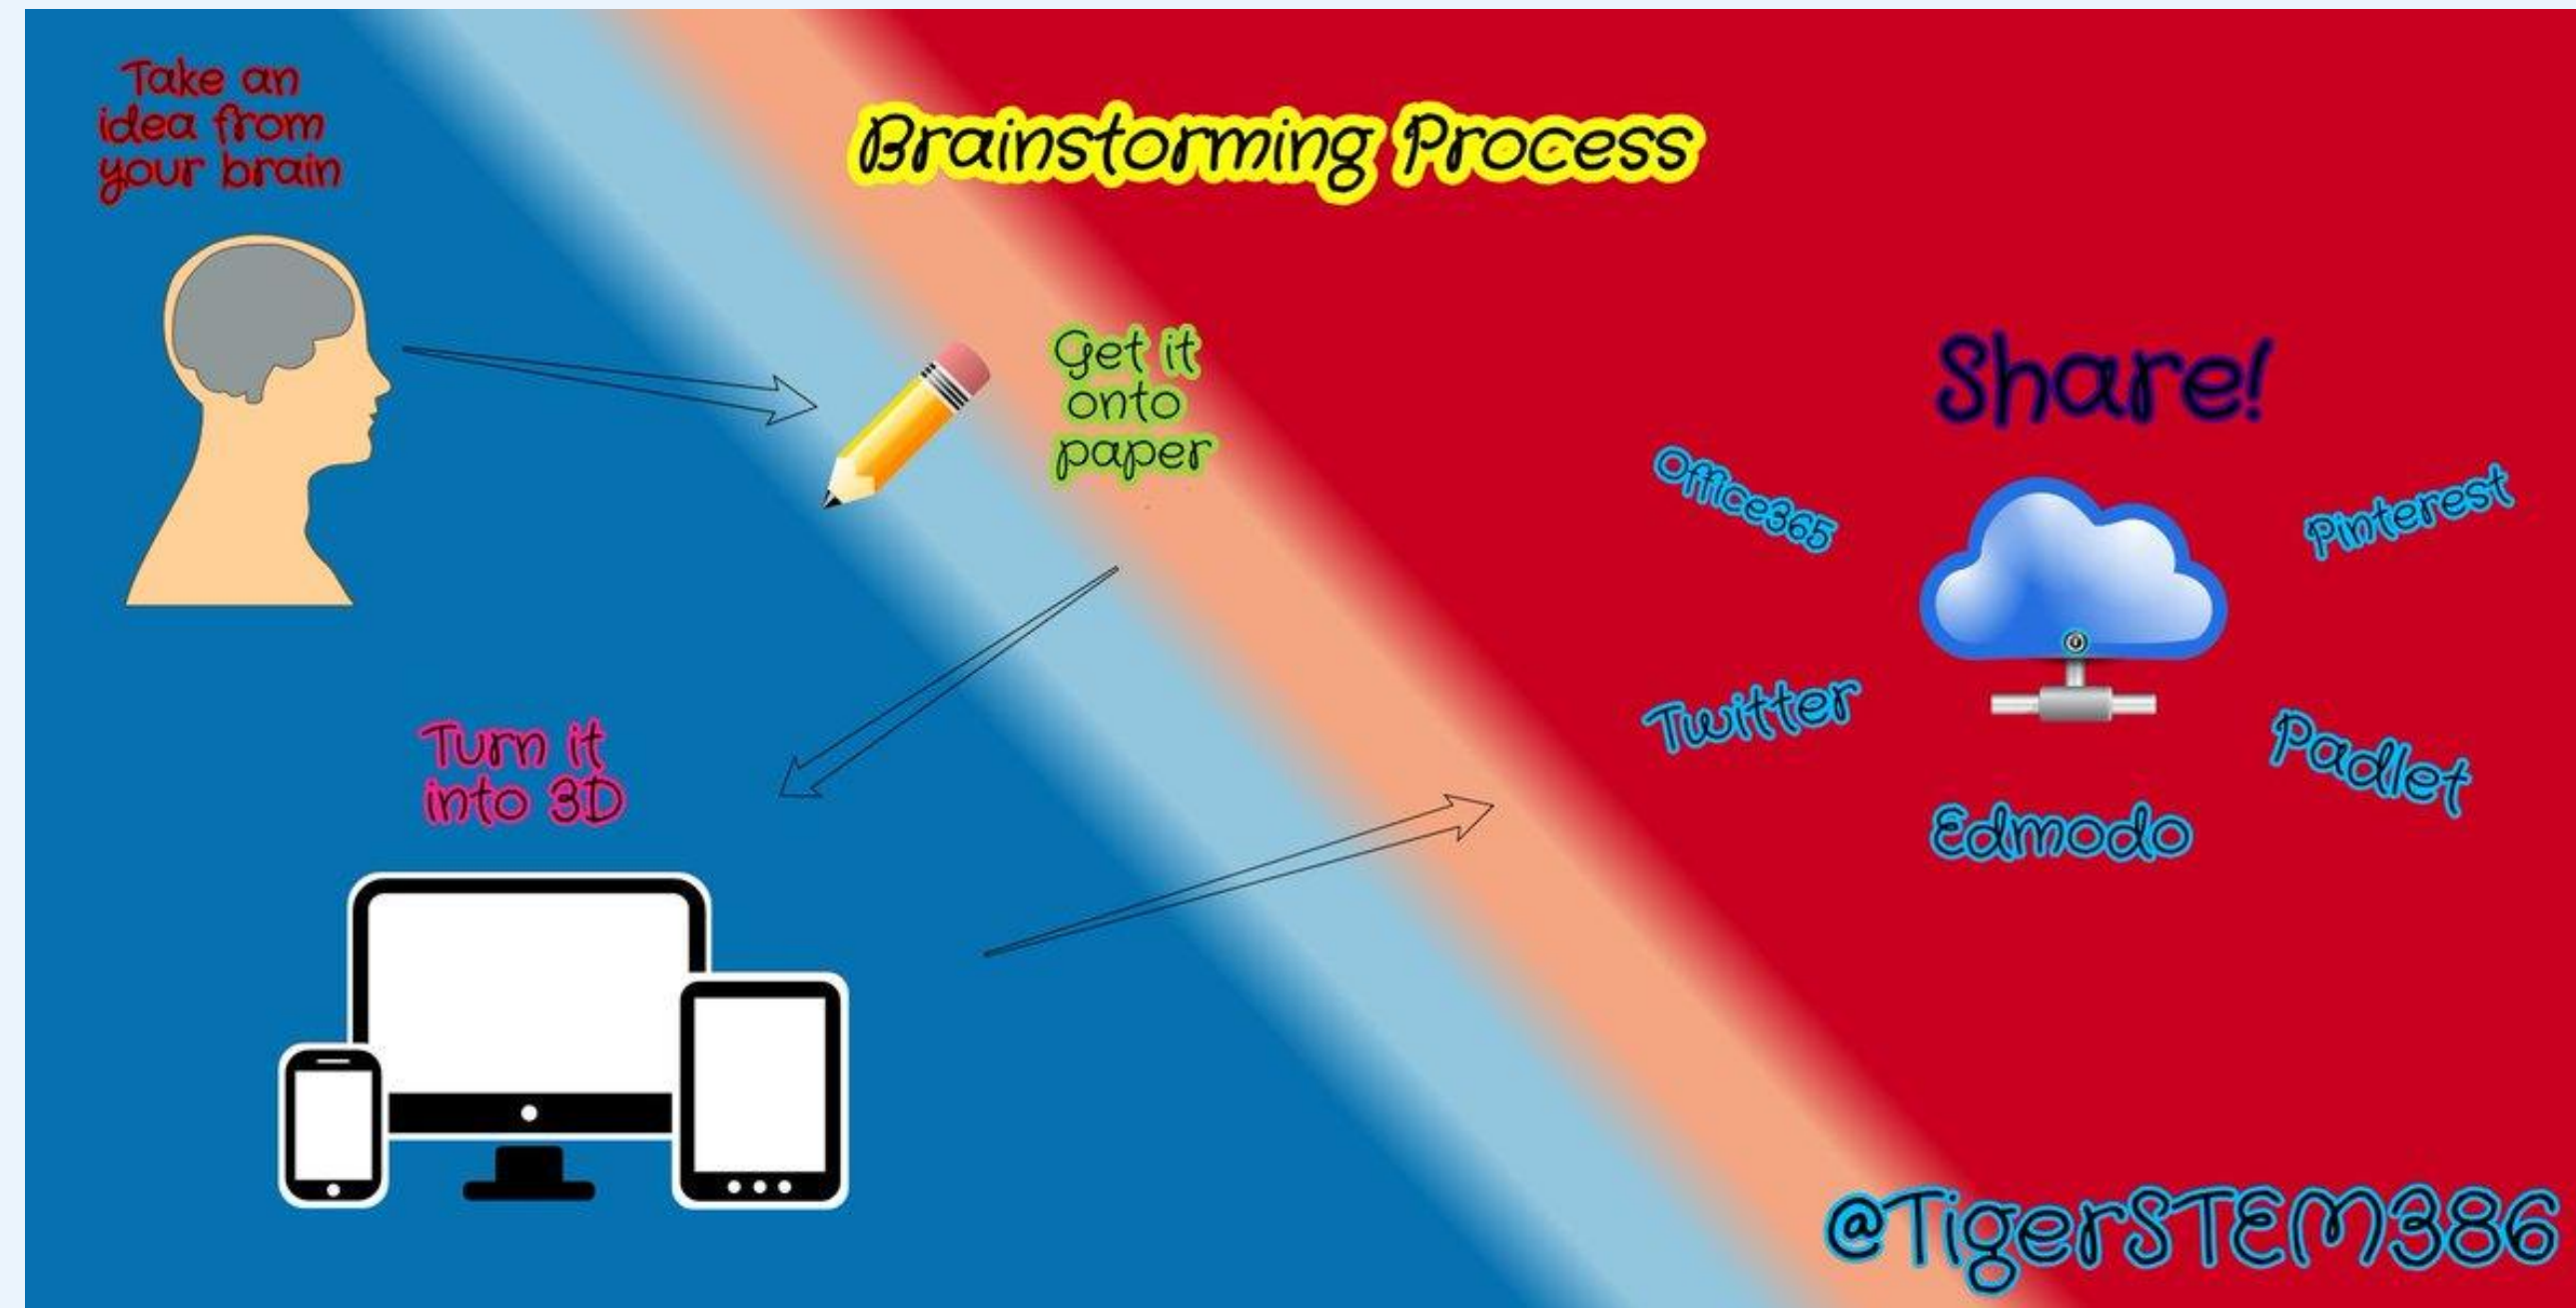 Brainstorming Process
Take an
idea from
your brain
Get it
onto
paper
Turn it
into 3D
Share!
Office365
Pinterest
Twitter
Padlet
Edmodo
@TigerSTEM386